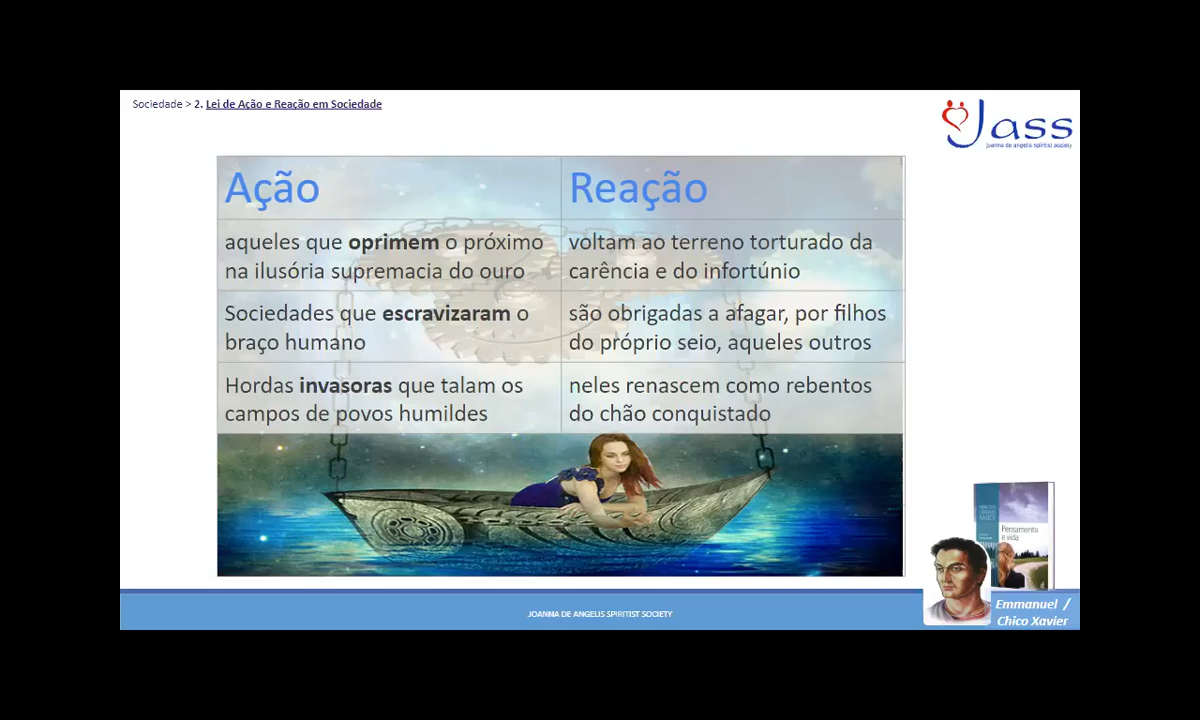 Sociedade > 2. Lei de Ação e Reação em Sociedade
Jass
joanna de angelis spiritist society
Ação
Reação
aqueles que oprimem o próximo
na ilusória supremacia do ouro
voltam ao terreno torturado da
carência e do infortúnio
Sociedades que escravizaram o
braço humano
são obrigadas a afagar, por filhos
do próprio seio, aqueles outros
Hordas invasoras que talam os
campos de povos humildes
neles renascem como rebentos
do chão conquistado
Pensamento
e vida
Emmanuel /
Chico Xavier
JOANNA DE ANGELIS SPIRITIST SOCIETY